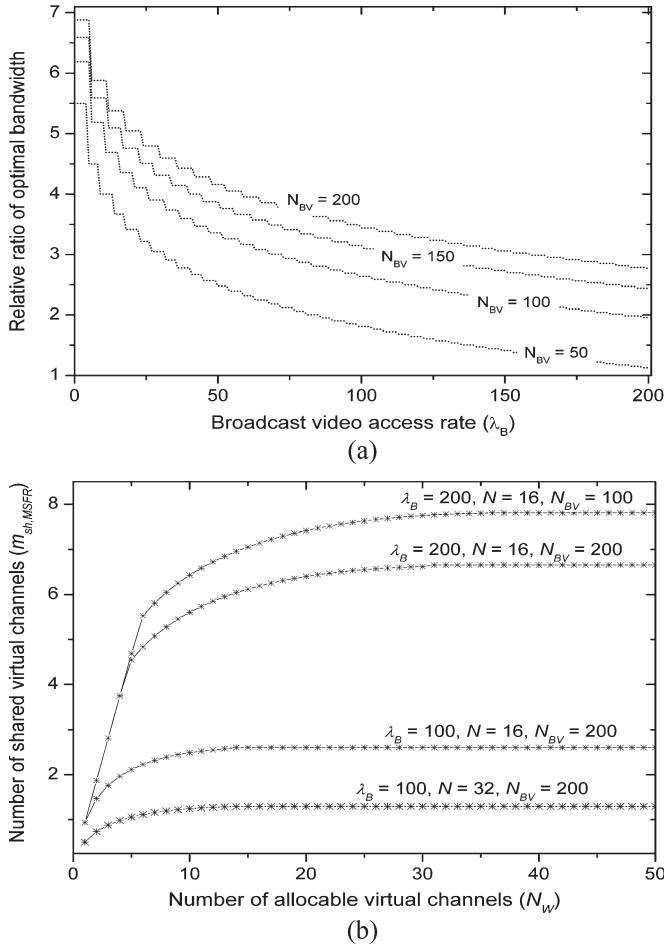 7
6
5
4
3
2
1
Relative ratio of optimal bandwidth
N_BV = 200
N_BV = 150
N_BV = 100
N_BV = 50
0 50 100 150 200
Broadcast video access rate (λ_B)
(a)
8
6
4
2
Number of shared virtual channels (m_sh,MSFR)
λ_B = 200, N = 16, N_BV = 100
λ_B = 200, N = 16, N_BV = 200
λ_B = 100, N = 16, N_BV = 200
λ_B = 100, N = 32, N_BV = 200
0 10 20 30 40 50
Number of allocable virtual channels (N_W)
(b)